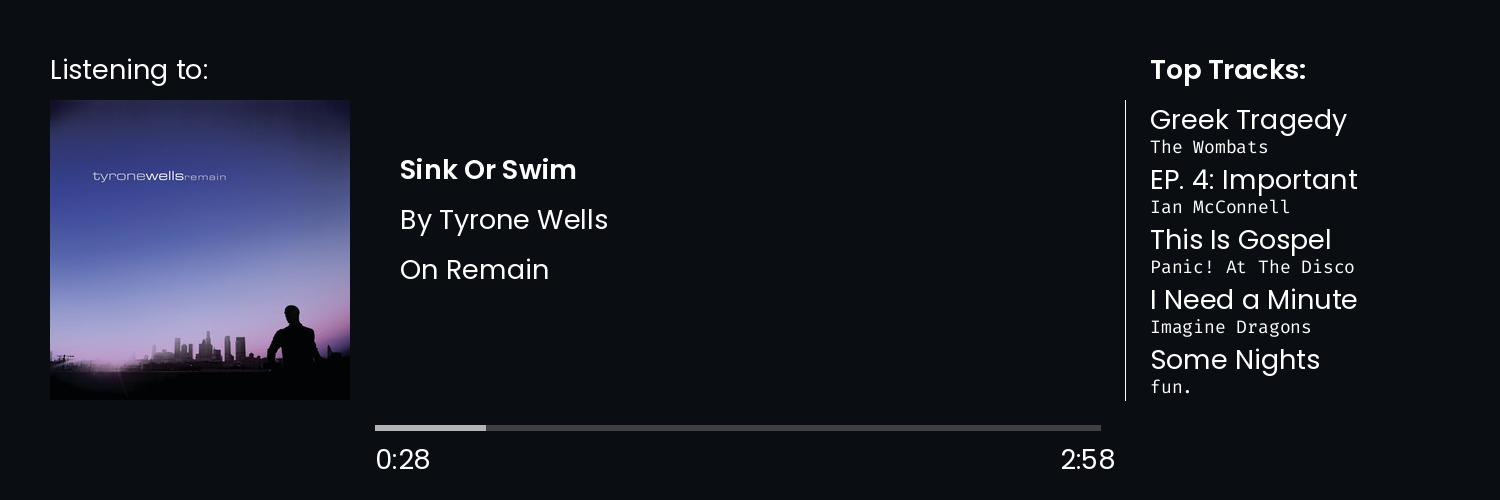 Listening to:
tyronewellsremain
Sink Or Swim
By Tyrone Wells
On Remain
0:28
2:58
Top Tracks:
Greek Tragedy
The Wombats
EP. 4: Important
Ian McConnell
This Is Gospel
Panic! At The Disco
I Need a Minute
Imagine Dragons
Some Nights
fun.